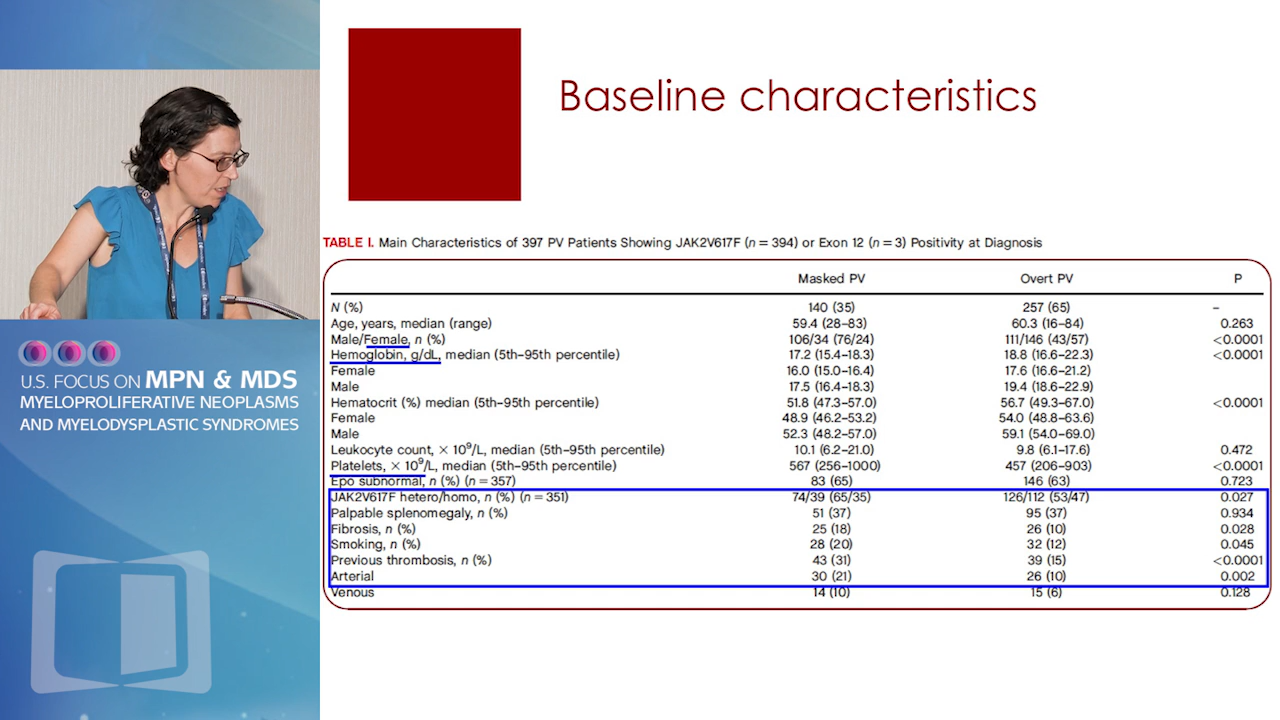 Baseline characteristics
TABLE I. Main Characteristics of 397 PV Patients Showing JAK2V617F (n = 394) or Exon 12 (n = 3) Positivity at Diagnosis
Masked PV Overt PV P
N (%) 140 (35) 257 (65) –
Age, years, median (range) 59.4 (28–83) 60.3 (16–84) 0.263
Male/Female, n (%) 106/34 (76/24) 111/146 (43/57) <0.0001
Hemoglobin, g/dL, median (5th–95th percentile) 17.2 (15.4–18.3) 18.8 (16.6–22.3) <0.0001
Female 16.0 (15.0–16.4) 17.6 (16.6–21.2)
Male 17.5 (16.4–18.3) 19.4 (18.6–22.9)
Hematocrit (%) median (5th–95th percentile) 51.8 (47.3–57.0) 56.7 (49.3–67.0) <0.0001
Female 48.9 (46.2–53.2) 54.0 (48.8–63.6)
Male 52.3 (48.2–57.0) 59.1 (54.0–69.0)
Leukocyte count, × 10⁹/L, median (5th–95th percentile) 10.1 (6.2–21.0) 9.8 (6.1–17.6) 0.472
Platelets, × 10⁹/L, median (5th–95th percentile) 567 (256–1000) 457 (206–903) <0.0001
Epo subnormal, n (%) (n = 357) 83 (65) 146 (63) 0.723
JAK2V617F hetero/homo, n (%) (n = 351) 74/39 (65/35) 126/112 (53/47) 0.027
Palpable splenomegaly, n (%) 51 (37) 95 (37) 0.934
Fibrosis, n (%) 25 (18) 26 (10) 0.028
Smoking, n (%) 28 (20) 32 (12) 0.045
Previous thrombosis, n (%) 43 (31) 39 (15) <0.0001
Arterial 30 (21) 26 (10) 0.002
Venous 14 (10) 15 (6) 0.128
U.S. FOCUS ON MPN & MDS
MYELOPROLIFERATIVE NEOPLASMS
AND MYELODYSPLASTIC SYNDROMES